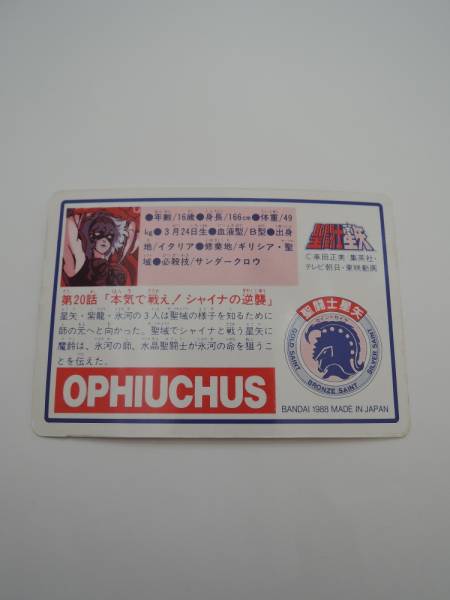 ●年齢/16歳●身長/166cm●体重/49
kg●3月24日生●血液型/B型●出身
地/イタリア●修業地/ギリシア・聖
域●必殺技/サンダークロウ
聖闘士星矢
©車田正美 集英社・
テレビ朝日・東映動画
第20話「本気で戦え!シャイナの逆襲」
星矢・紫龍・氷河の3人は聖域の様子を知るために
師の元へと向かった。聖域でシャイナと戦う星矢に
魔鈴は、氷河の師、水晶聖闘士が氷河の命を狙うこ
とを伝えた。
OPHIUCHUS
聖闘士星矢
GOLD SAINT
BRONZE SAINT
SILVER SAINT
BANDAI 1988 MADE IN JAPAN